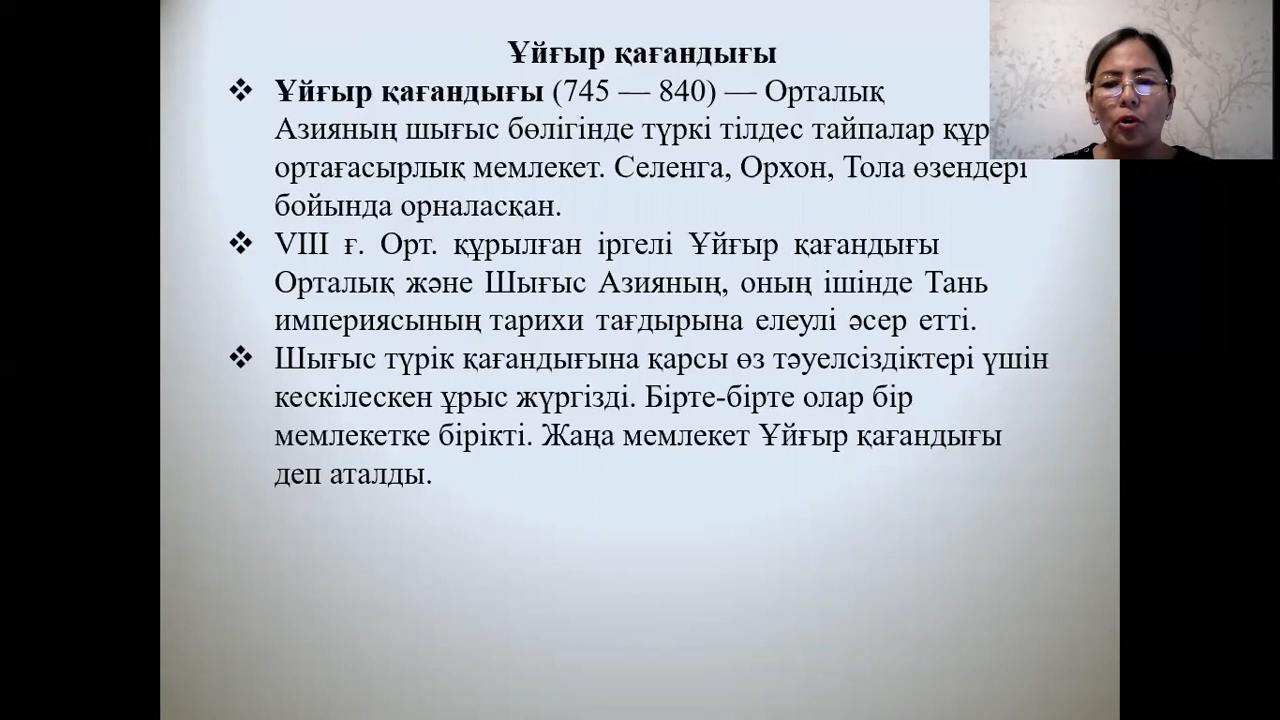 Ұйғыр қағандығы
❖ Ұйғыр қағандығы (745 — 840) — Орталық
Азияның шығыс бөлігінде түркі тілдес тайпалар
ортағасырлық мемлекет. Селенга, Орхон, Тола өзендері
бойында орналасқан.
❖ VIII ғ. Орт. құрылған іргелі Ұйғыр қағандығы
Орталық және Шығыс Азияның, оның ішінде Тань
империясының тарихи тағдырына елеулі әсер етті.
❖ Шығыс түрік қағандығына қарсы өз тәуелсіздіктері үшін
кескілескен ұрыс жүргізді. Бірте-бірте олар бір
мемлекетке бірікті. Жаңа мемлекет Ұйғыр қағандығы
деп аталды.